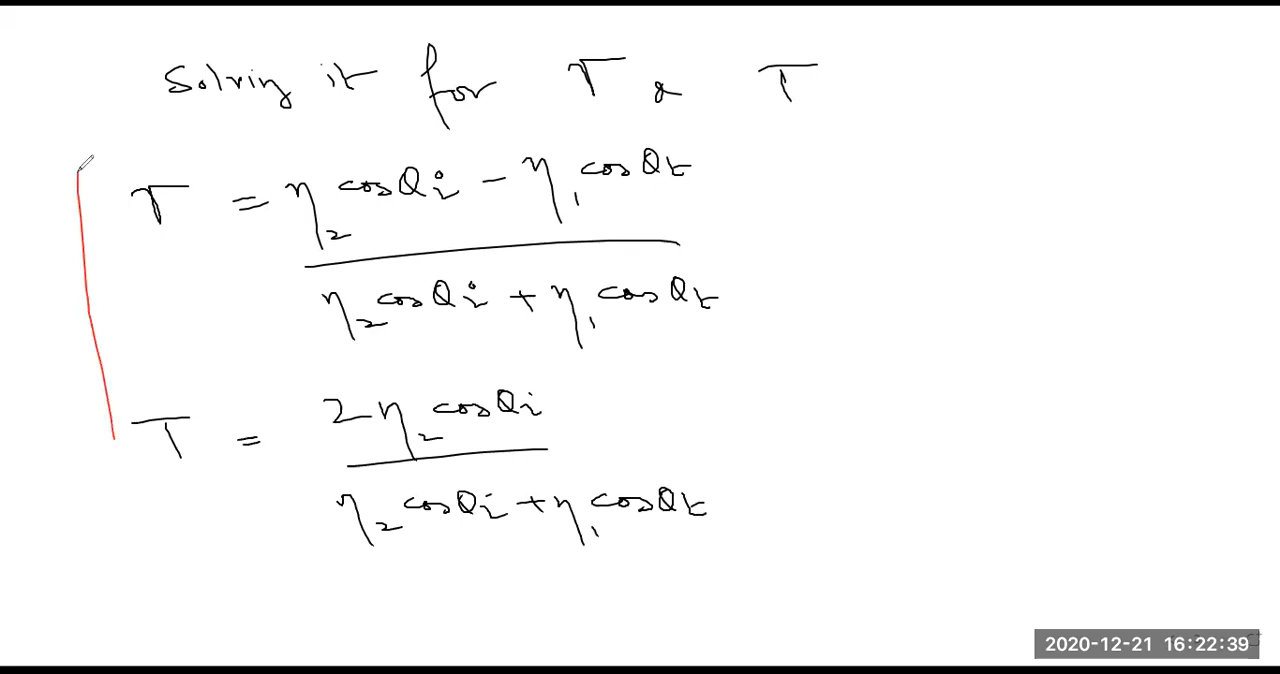 Solving it for Γ & T
Γ = (η₂ cosθi − η₁ cosθt) / (η₂ cosθi + η₁ cosθt)
T = (2η₂ cosθi) / (η₂ cosθi + η₁ cosθt)
2020-12-21 16:22:39